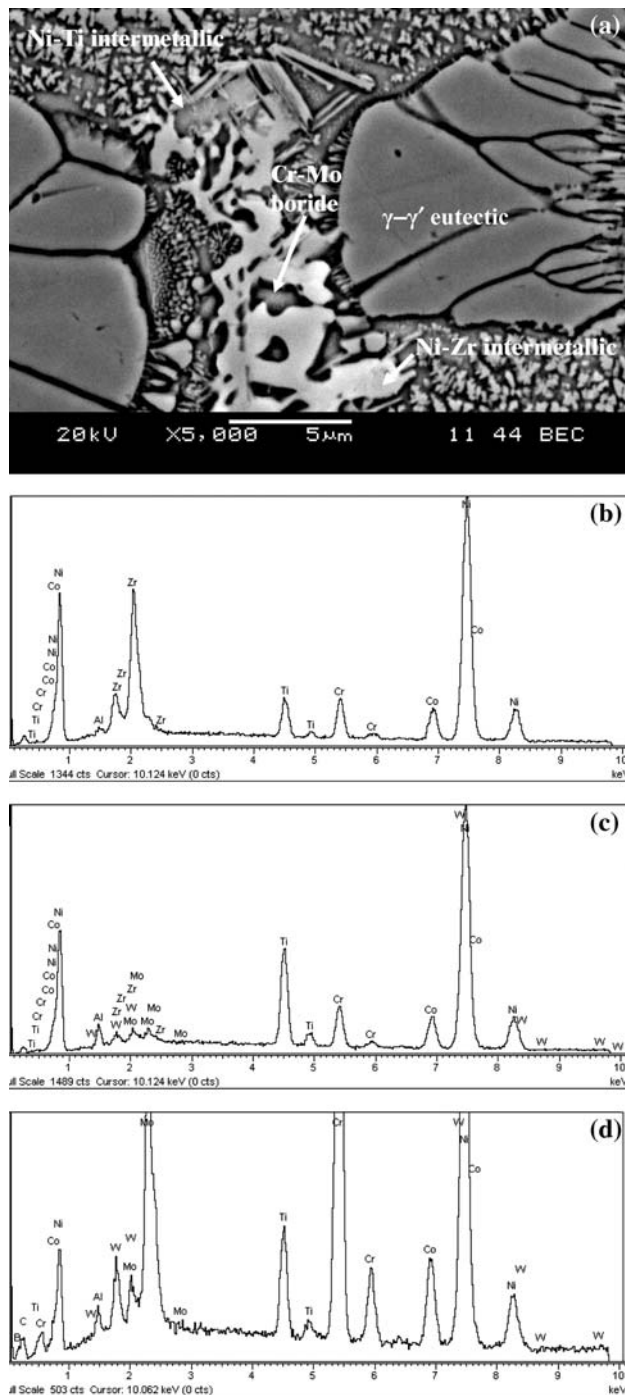 (a)
Ni-Ti intermetallic
Cr-Mo
boride
γ–γ′ eutectic
Ni-Zr intermetallic
20kV X5,000 5μm 11 44 BEC
(b)
Ni
Ni
Co
Zr
Co
Ni
Ni
Co
Co
Cr
Cr
Ti
Ti
Al
Zr
Zr
Zr
Ti
Ti
Cr
Cr
Co
Ni
1 2 3 4 5 6 7 8 9 10
ull Scale 1344 cts Cursor: 10.124 keV (0 cts) keV
(c)
W
Ni
Ni
Co
Co
Ni
Ni
Co
Co
Cr
Cr
Ti
Ti
W
Al
Zr
Zr
W
Mo
Zr
Zr
W
Mo
Mo
Mo
Zr
Mo
Ti
Ti
Cr
Cr
Co
Ni
W
W
W
W
1 2 3 4 5 6 7 8 9 10
ull Scale 1489 cts Cursor: 10.124 keV (0 cts) keV
(d)
Mo
Cr
W
Ni
Co
Ni
Co
W
W
Mo
Ti
Cr
Co
W
Ni
C
B
Ti
Cr
W
Al
Mo
Ti
W
W
1 2 3 4 5 6 7 8 9 10
ull Scale 503 cts Cursor: 10.062 keV (0 cts) keV